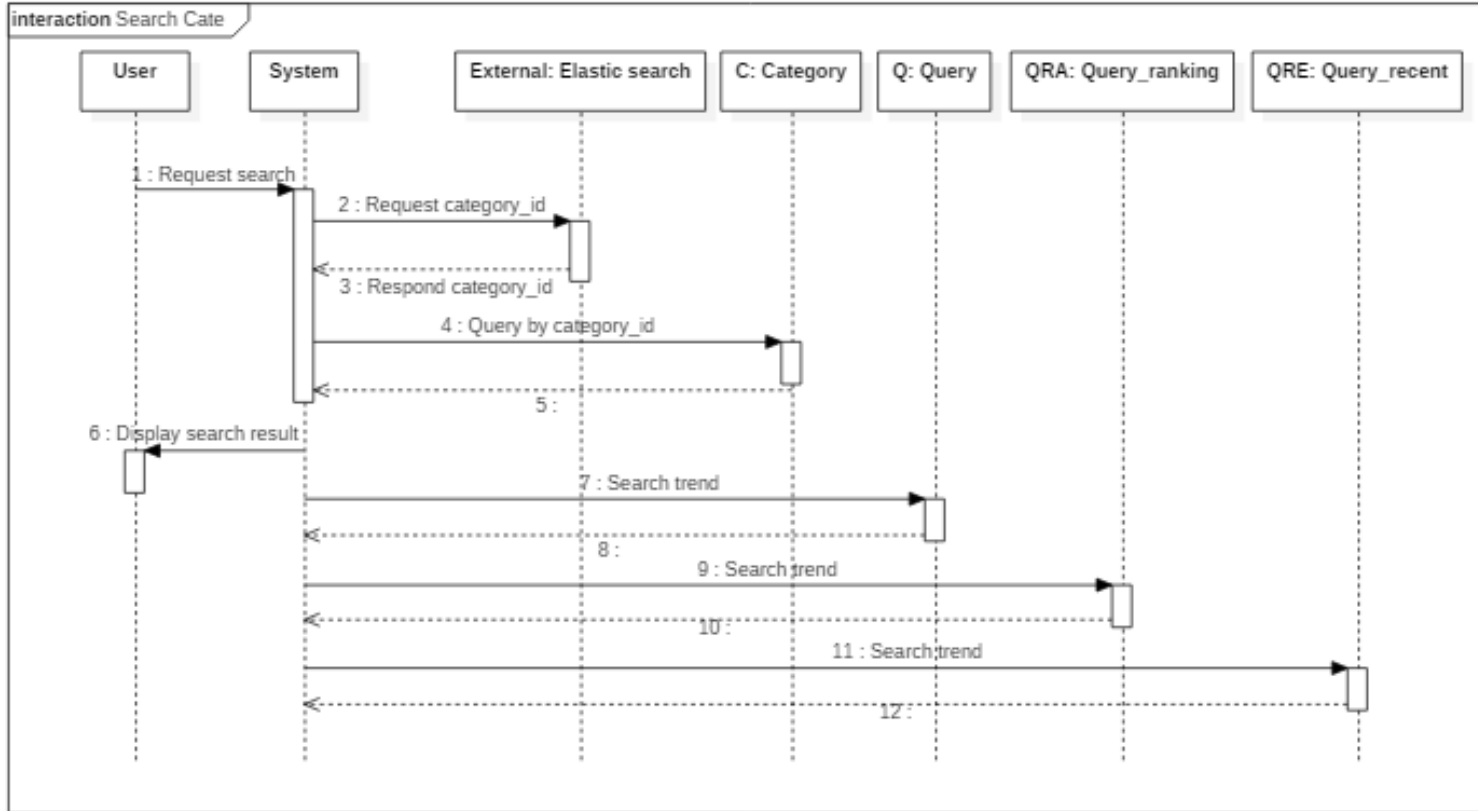 interaction Search Cate
User
System
External: Elastic search
C: Category
Q: Query
QRA: Query_ranking
QRE: Query_recent
1 : Request search
2 : Request category_id
3 : Respond category_id
4 : Query by category_id
5 :
6 : Display search result
7 : Search trend
8 :
9 : Search trend
10 :
11 : Search trend
12 :